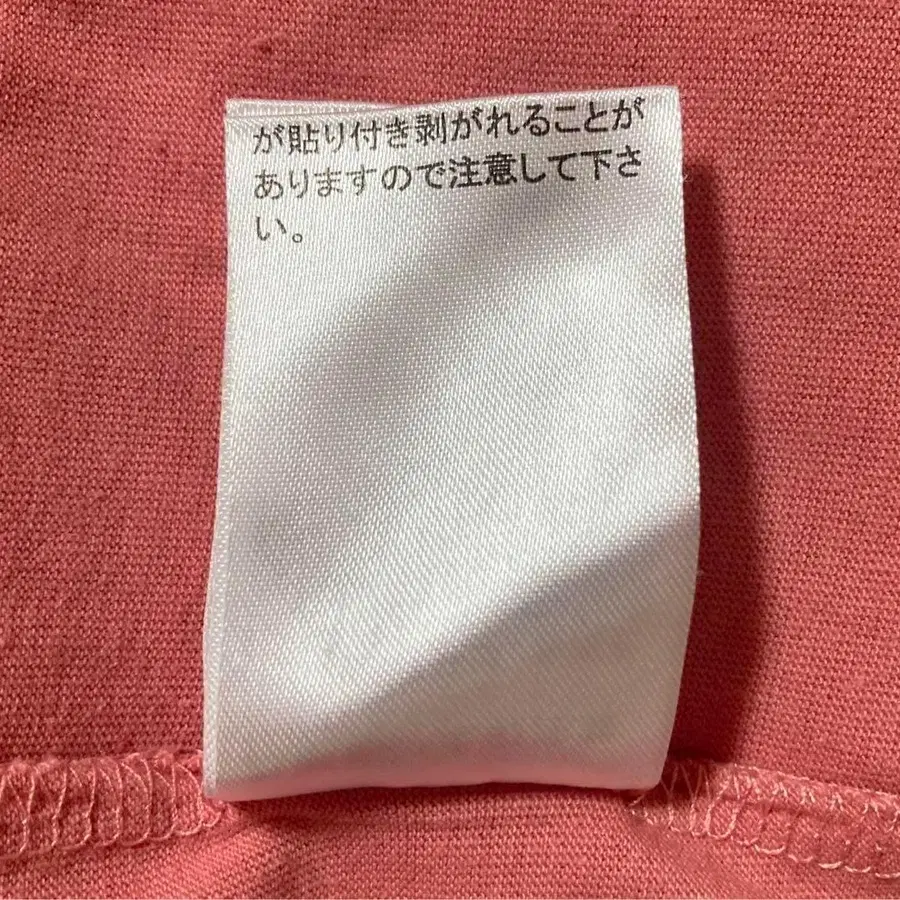 が貼り付き剥がれることが
ありますので注意して下さ
い。